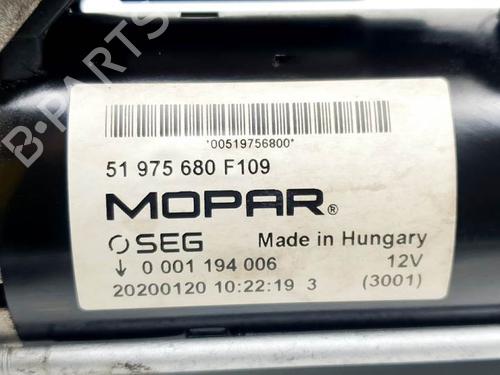 B-PARTS
*00519756800*
51 975 680 F109
MOPAR®
SEG Made in Hungary
0 001 194 006 12V
20200120 10:22:19 3 (3001)